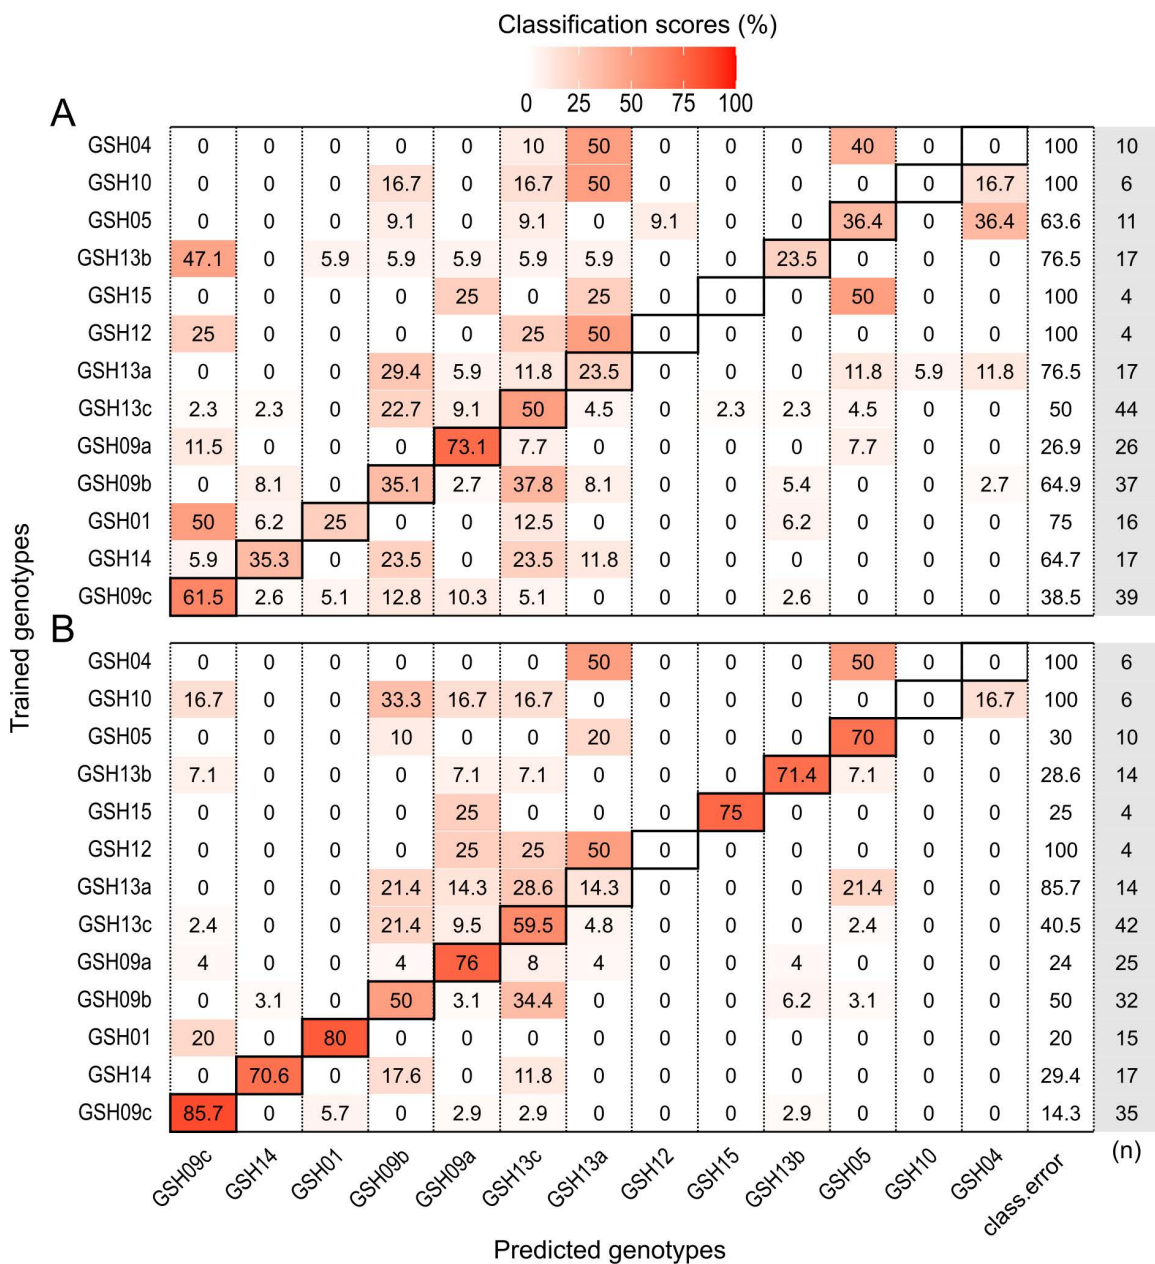 Classification scores (%)
0 25 50 75 100
A
GSH04 0 0 0 0 0 10 50 0 0 0 40 0 0 100 10
GSH10 0 0 0 16.7 0 16.7 50 0 0 0 0 0 16.7 100 6
GSH05 0 0 0 9.1 0 9.1 0 9.1 0 0 36.4 0 36.4 63.6 11
GSH13b 47.1 0 5.9 5.9 5.9 5.9 5.9 0 0 23.5 0 0 0 76.5 17
GSH15 0 0 0 0 25 0 25 0 0 0 50 0 0 100 4
GSH12 25 0 0 0 0 25 50 0 0 0 0 0 0 100 4
GSH13a 0 0 0 29.4 5.9 11.8 23.5 0 0 0 11.8 5.9 11.8 76.5 17
GSH13c 2.3 2.3 0 22.7 9.1 50 4.5 0 2.3 2.3 4.5 0 0 50 44
GSH09a 11.5 0 0 0 73.1 7.7 0 0 0 0 7.7 0 0 26.9 26
GSH09b 0 8.1 0 35.1 2.7 37.8 8.1 0 0 5.4 0 0 2.7 64.9 37
GSH01 50 6.2 25 0 0 12.5 0 0 0 6.2 0 0 0 75 16
GSH14 5.9 35.3 0 23.5 0 23.5 11.8 0 0 0 0 0 0 64.7 17
GSH09c 61.5 2.6 5.1 12.8 10.3 5.1 0 0 0 2.6 0 0 0 38.5 39
Trained genotypes
B
GSH04 0 0 0 0 0 0 50 0 0 0 50 0 0 100 6
GSH10 16.7 0 0 33.3 16.7 16.7 0 0 0 0 0 0 16.7 100 6
GSH05 0 0 0 10 0 0 20 0 0 0 70 0 0 30 10
GSH13b 7.1 0 0 0 7.1 7.1 0 0 0 71.4 7.1 0 0 28.6 14
GSH15 0 0 0 0 25 0 0 0 75 0 0 0 0 25 4
GSH12 0 0 0 0 25 25 50 0 0 0 0 0 0 100 4
GSH13a 0 0 0 21.4 14.3 28.6 14.3 0 0 0 21.4 0 0 85.7 14
GSH13c 2.4 0 0 21.4 9.5 59.5 4.8 0 0 0 2.4 0 0 40.5 42
GSH09a 4 0 0 4 76 8 4 0 0 4 0 0 0 24 25
GSH09b 0 3.1 0 50 3.1 34.4 0 0 0 6.2 3.1 0 0 50 32
GSH01 20 0 80 0 0 0 0 0 0 0 0 0 0 20 15
GSH14 0 70.6 0 17.6 0 11.8 0 0 0 0 0 0 0 29.4 17
GSH09c 85.7 0 5.7 0 2.9 2.9 0 0 0 2.9 0 0 0 14.3 35
GSH09c GSH14 GSH01 GSH09b GSH09a GSH13c GSH13a GSH12 GSH15 GSH13b GSH05 GSH10 GSH04 class.error (n)
Predicted genotypes